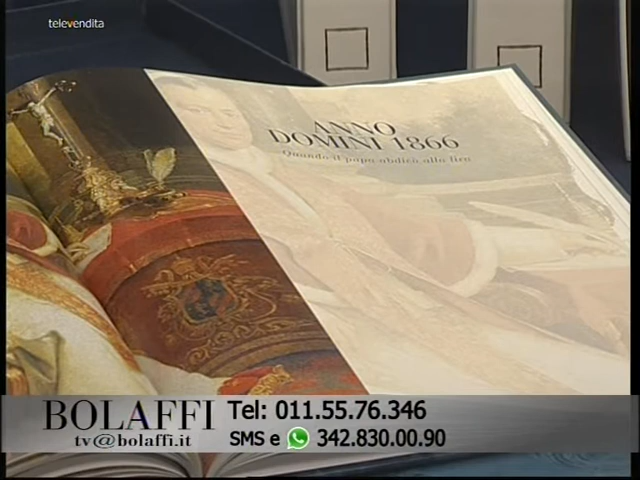 televendita
ANNO
DOMINI 1866
Quando il papa abdicò alla lira
BOLAFFI
tv@bolaffi.it
Tel: 011.55.76.346
SMS e 342.830.00.90